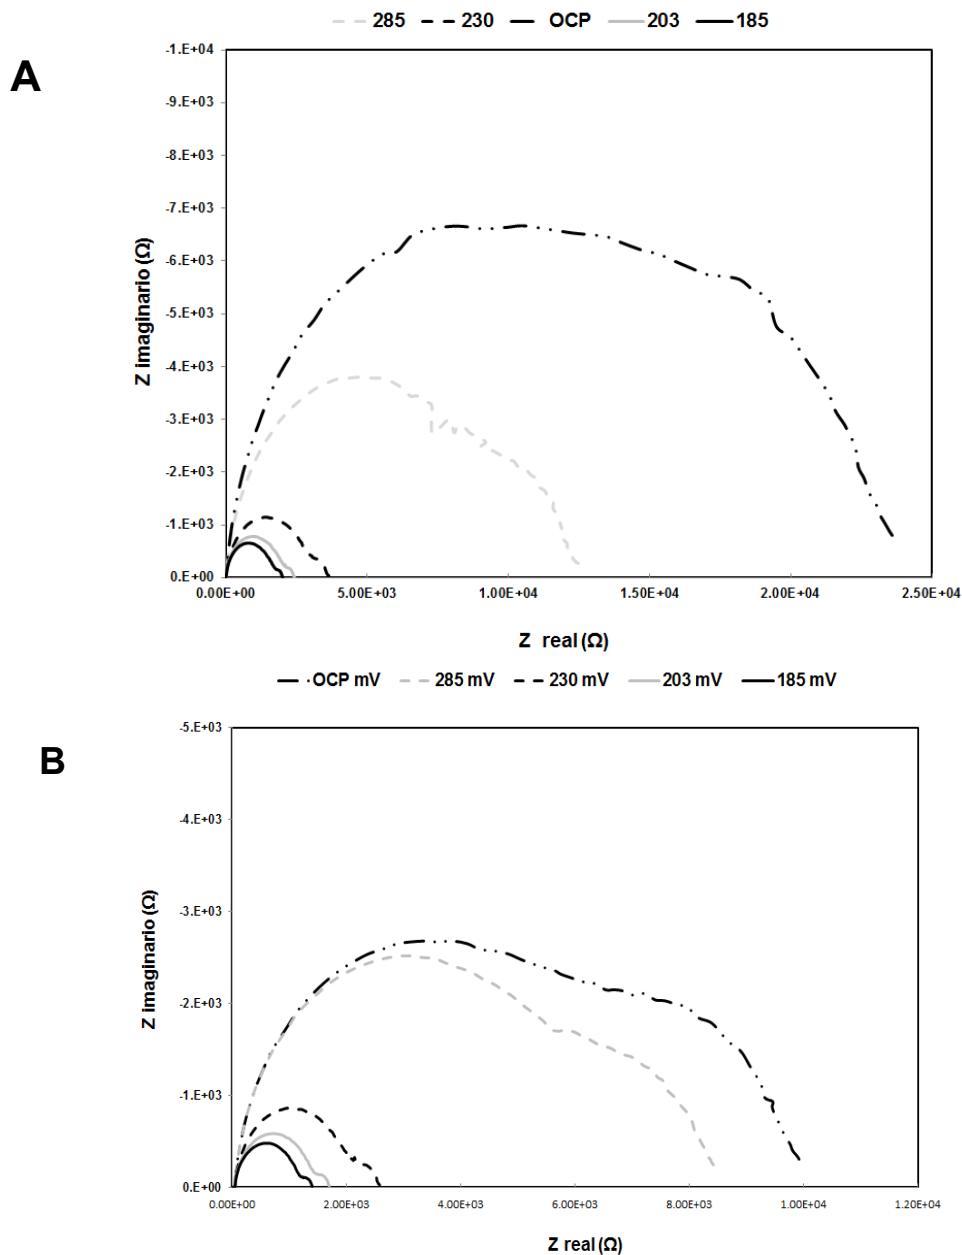 285 230 OCP 203 185
A
-1.E+04
-9.E+03
-8.E+03
-7.E+03
-6.E+03
-5.E+03
-4.E+03
-3.E+03
-2.E+03
-1.E+03
0.E+00
Z imaginario (Ω)
0.00E+00 5.00E+03 1.00E+04 1.50E+04 2.00E+04 2.50E+04
Z real (Ω)
OCP mV 285 mV 230 mV 203 mV 185 mV
B
-5.E+03
-4.E+03
-3.E+03
-2.E+03
-1.E+03
0.E+00
Z imaginario (Ω)
0.00E+00 2.00E+03 4.00E+03 6.00E+03 8.00E+03 1.00E+04 1.20E+04
Z real (Ω)